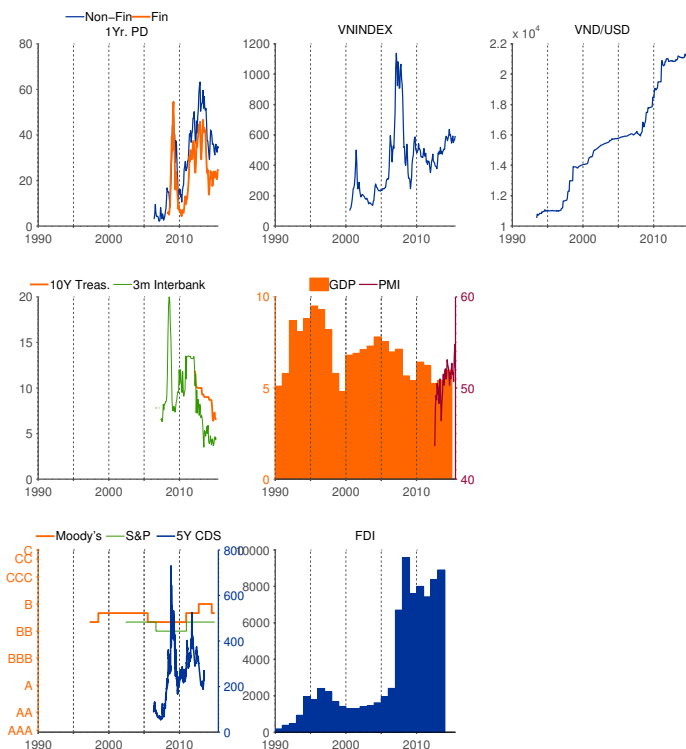 Non−Fin Fin
1Yr. PD
80
60
40
20
0
1990 2000 2010
VNINDEX
1200
1000
800
600
400
200
0
1990 2000 2010
VND/USD
x 10^4
2.2
2
1.8
1.6
1.4
1.2
1
1990 2000 2010
10Y Treas. 3m Interbank
20
15
10
5
0
1990 2000 2010
GDP PMI
10 60
5 50
0 40
1990 2000 2010
Moody's S&P 5Y CDS
C 800
CC
CCC
600
B
BB 400
BBB
A 200
AA
AAA 0
1990 2000 2010
FDI
10000
8000
6000
4000
2000
0
1990 2000 2010